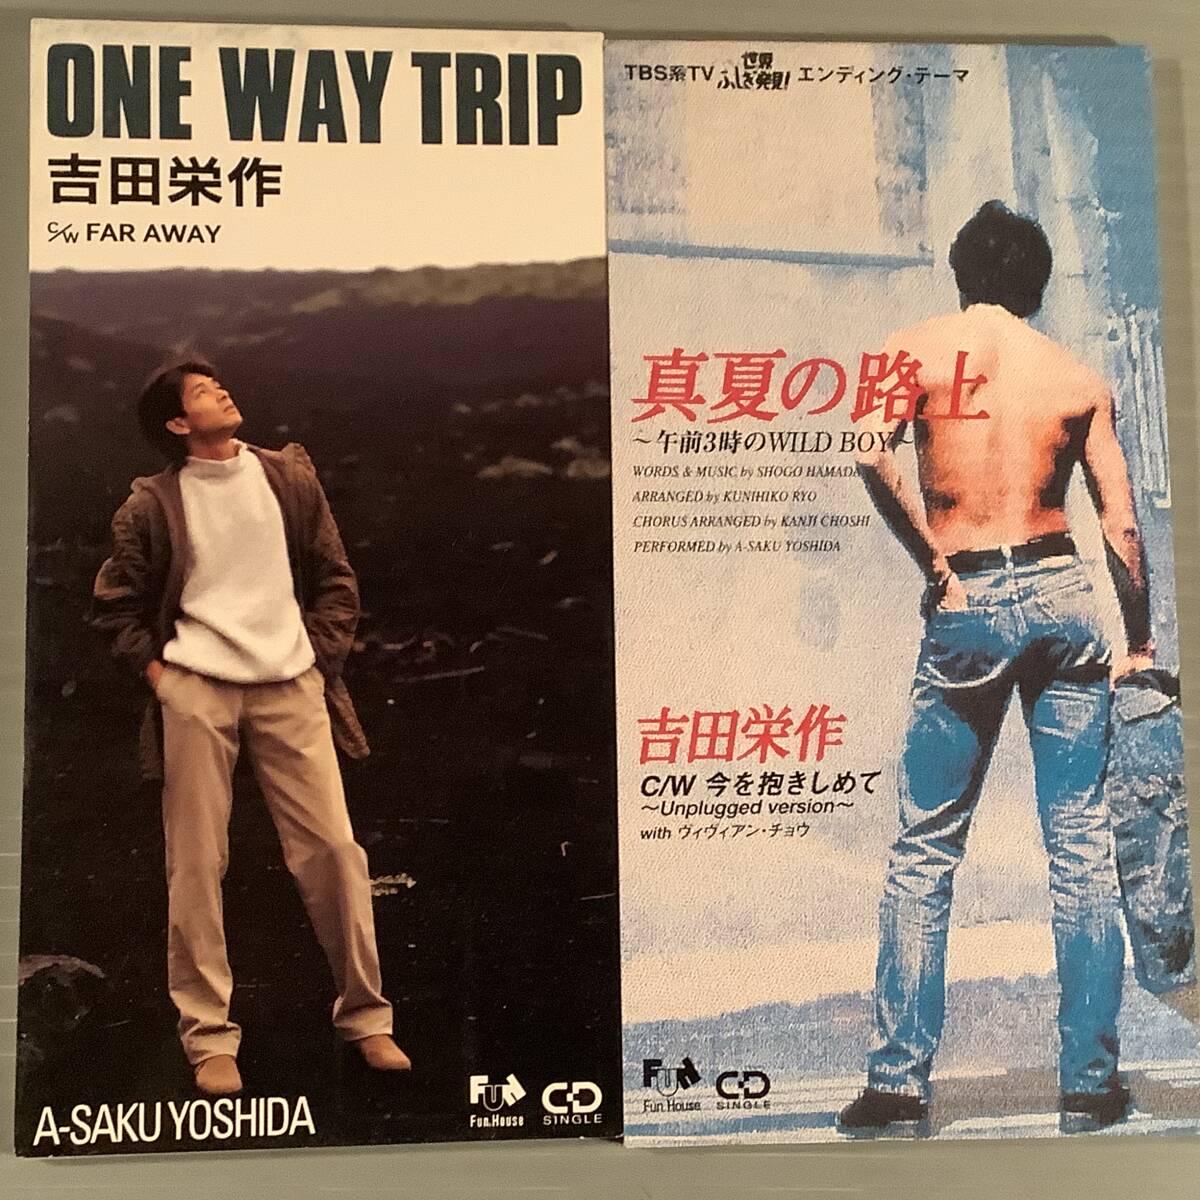 ONE WAY TRIP
吉田栄作
C/W FAR AWAY
A-SAKU YOSHIDA
Fun
Fun House
CD
SINGLE
TBS系TV 世界ふしぎ発見! エンディング・テーマ
真夏の路上
～午前3時のWILD BOY～
WORDS & MUSIC by SHOGO HAMADA
ARRANGED by KUNIHIKO RYO
CHORUS ARRANGED by KANJI CHOSHI
PERFORMED by A-SAKU YOSHIDA
吉田栄作
C/W 今を抱きしめて
～Unplugged version～
with ヴィヴィアン・チョウ
Fun
Fun House
CD
SINGLE